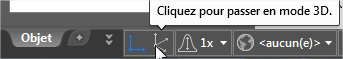 Cliquez pour passer en mode 3D.
Objet + 1x <aucun(e)>